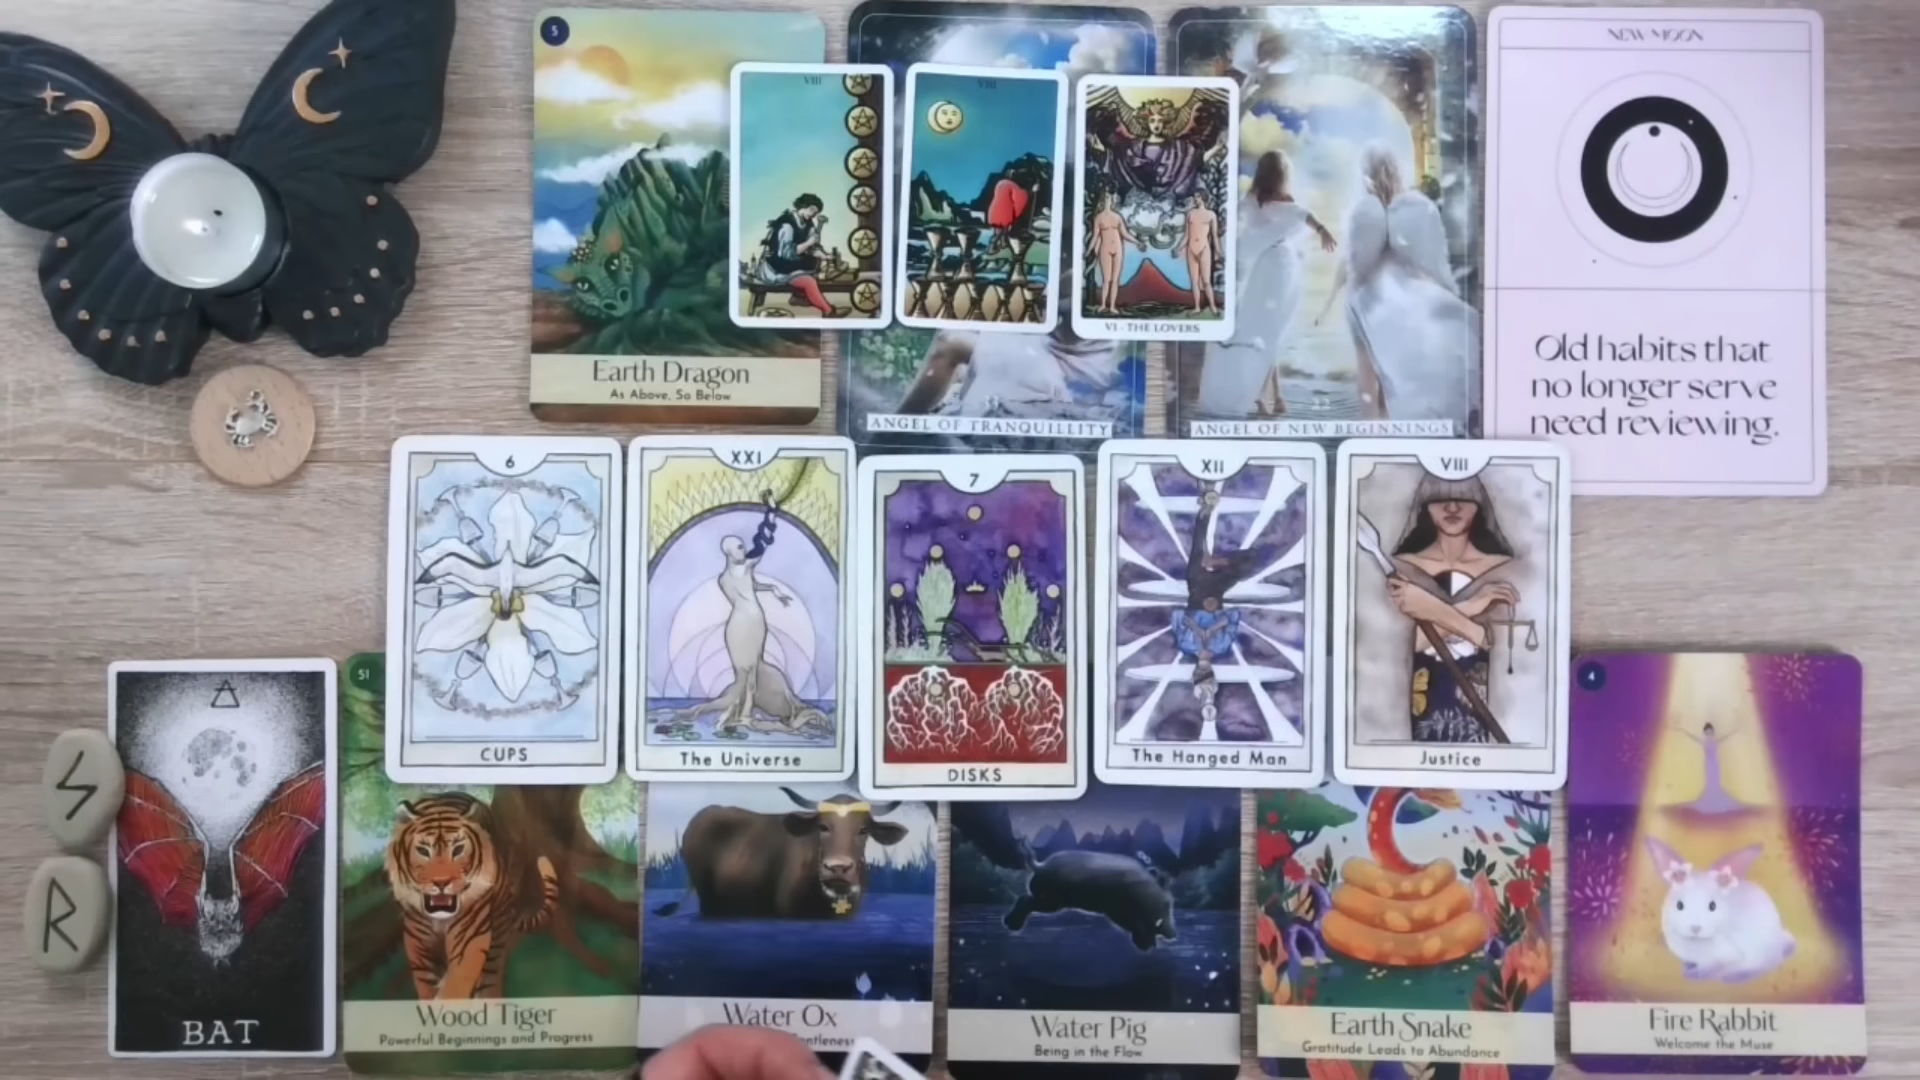 5
VIII
VIII
VI - THE LOVERS
NEW MOON
Old habits that
no longer serve
need reviewing.
Earth Dragon
As Above, So Below
33
ANGEL OF TRANQUILLITY
ANGEL OF NEW BEGINNINGS
6
CUPS
XXI
The Universe
7
DISKS
XII
The Hanged Man
VIII
Justice
BAT
51
Wood Tiger
Powerful Beginnings and Progress
Water Ox
Water Pig
Being in the Flow
Earth Snake
Gratitude Leads to Abundance
4
Fire Rabbit
Welcome the Muse